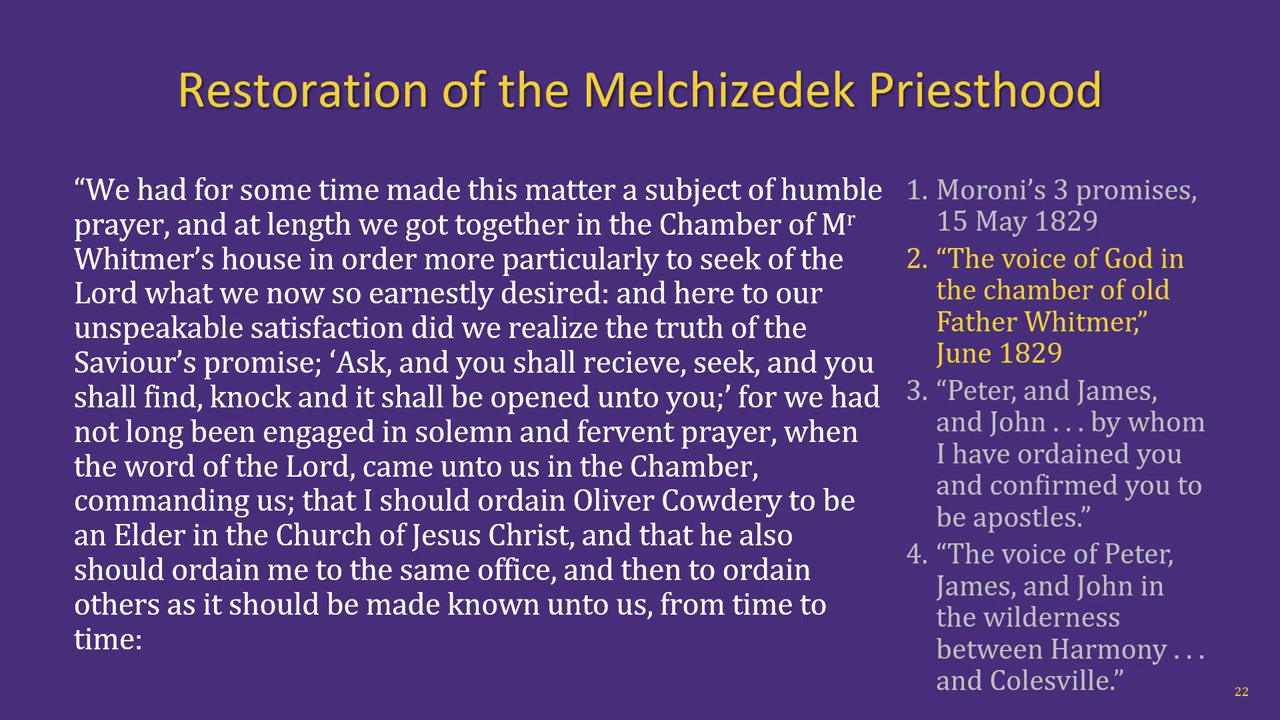 Restoration of the Melchizedek Priesthood
“We had for some time made this matter a subject of humble
prayer, and at length we got together in the Chamber of Mʳ
Whitmer’s house in order more particularly to seek of the
Lord what we now so earnestly desired: and here to our
unspeakable satisfaction did we realize the truth of the
Saviour’s promise; ‘Ask, and you shall recieve, seek, and you
shall find, knock and it shall be opened unto you;’ for we had
not long been engaged in solemn and fervent prayer, when
the word of the Lord, came unto us in the Chamber,
commanding us; that I should ordain Oliver Cowdery to be
an Elder in the Church of Jesus Christ, and that he also
should ordain me to the same office, and then to ordain
others as it should be made known unto us, from time to
time:
1. Moroni’s 3 promises,
15 May 1829
2. “The voice of God in
the chamber of old
Father Whitmer,”
June 1829
3. “Peter, and James,
and John . . . by whom
I have ordained you
and confirmed you to
be apostles.”
4. “The voice of Peter,
James, and John in
the wilderness
between Harmony . . .
and Colesville.”
22